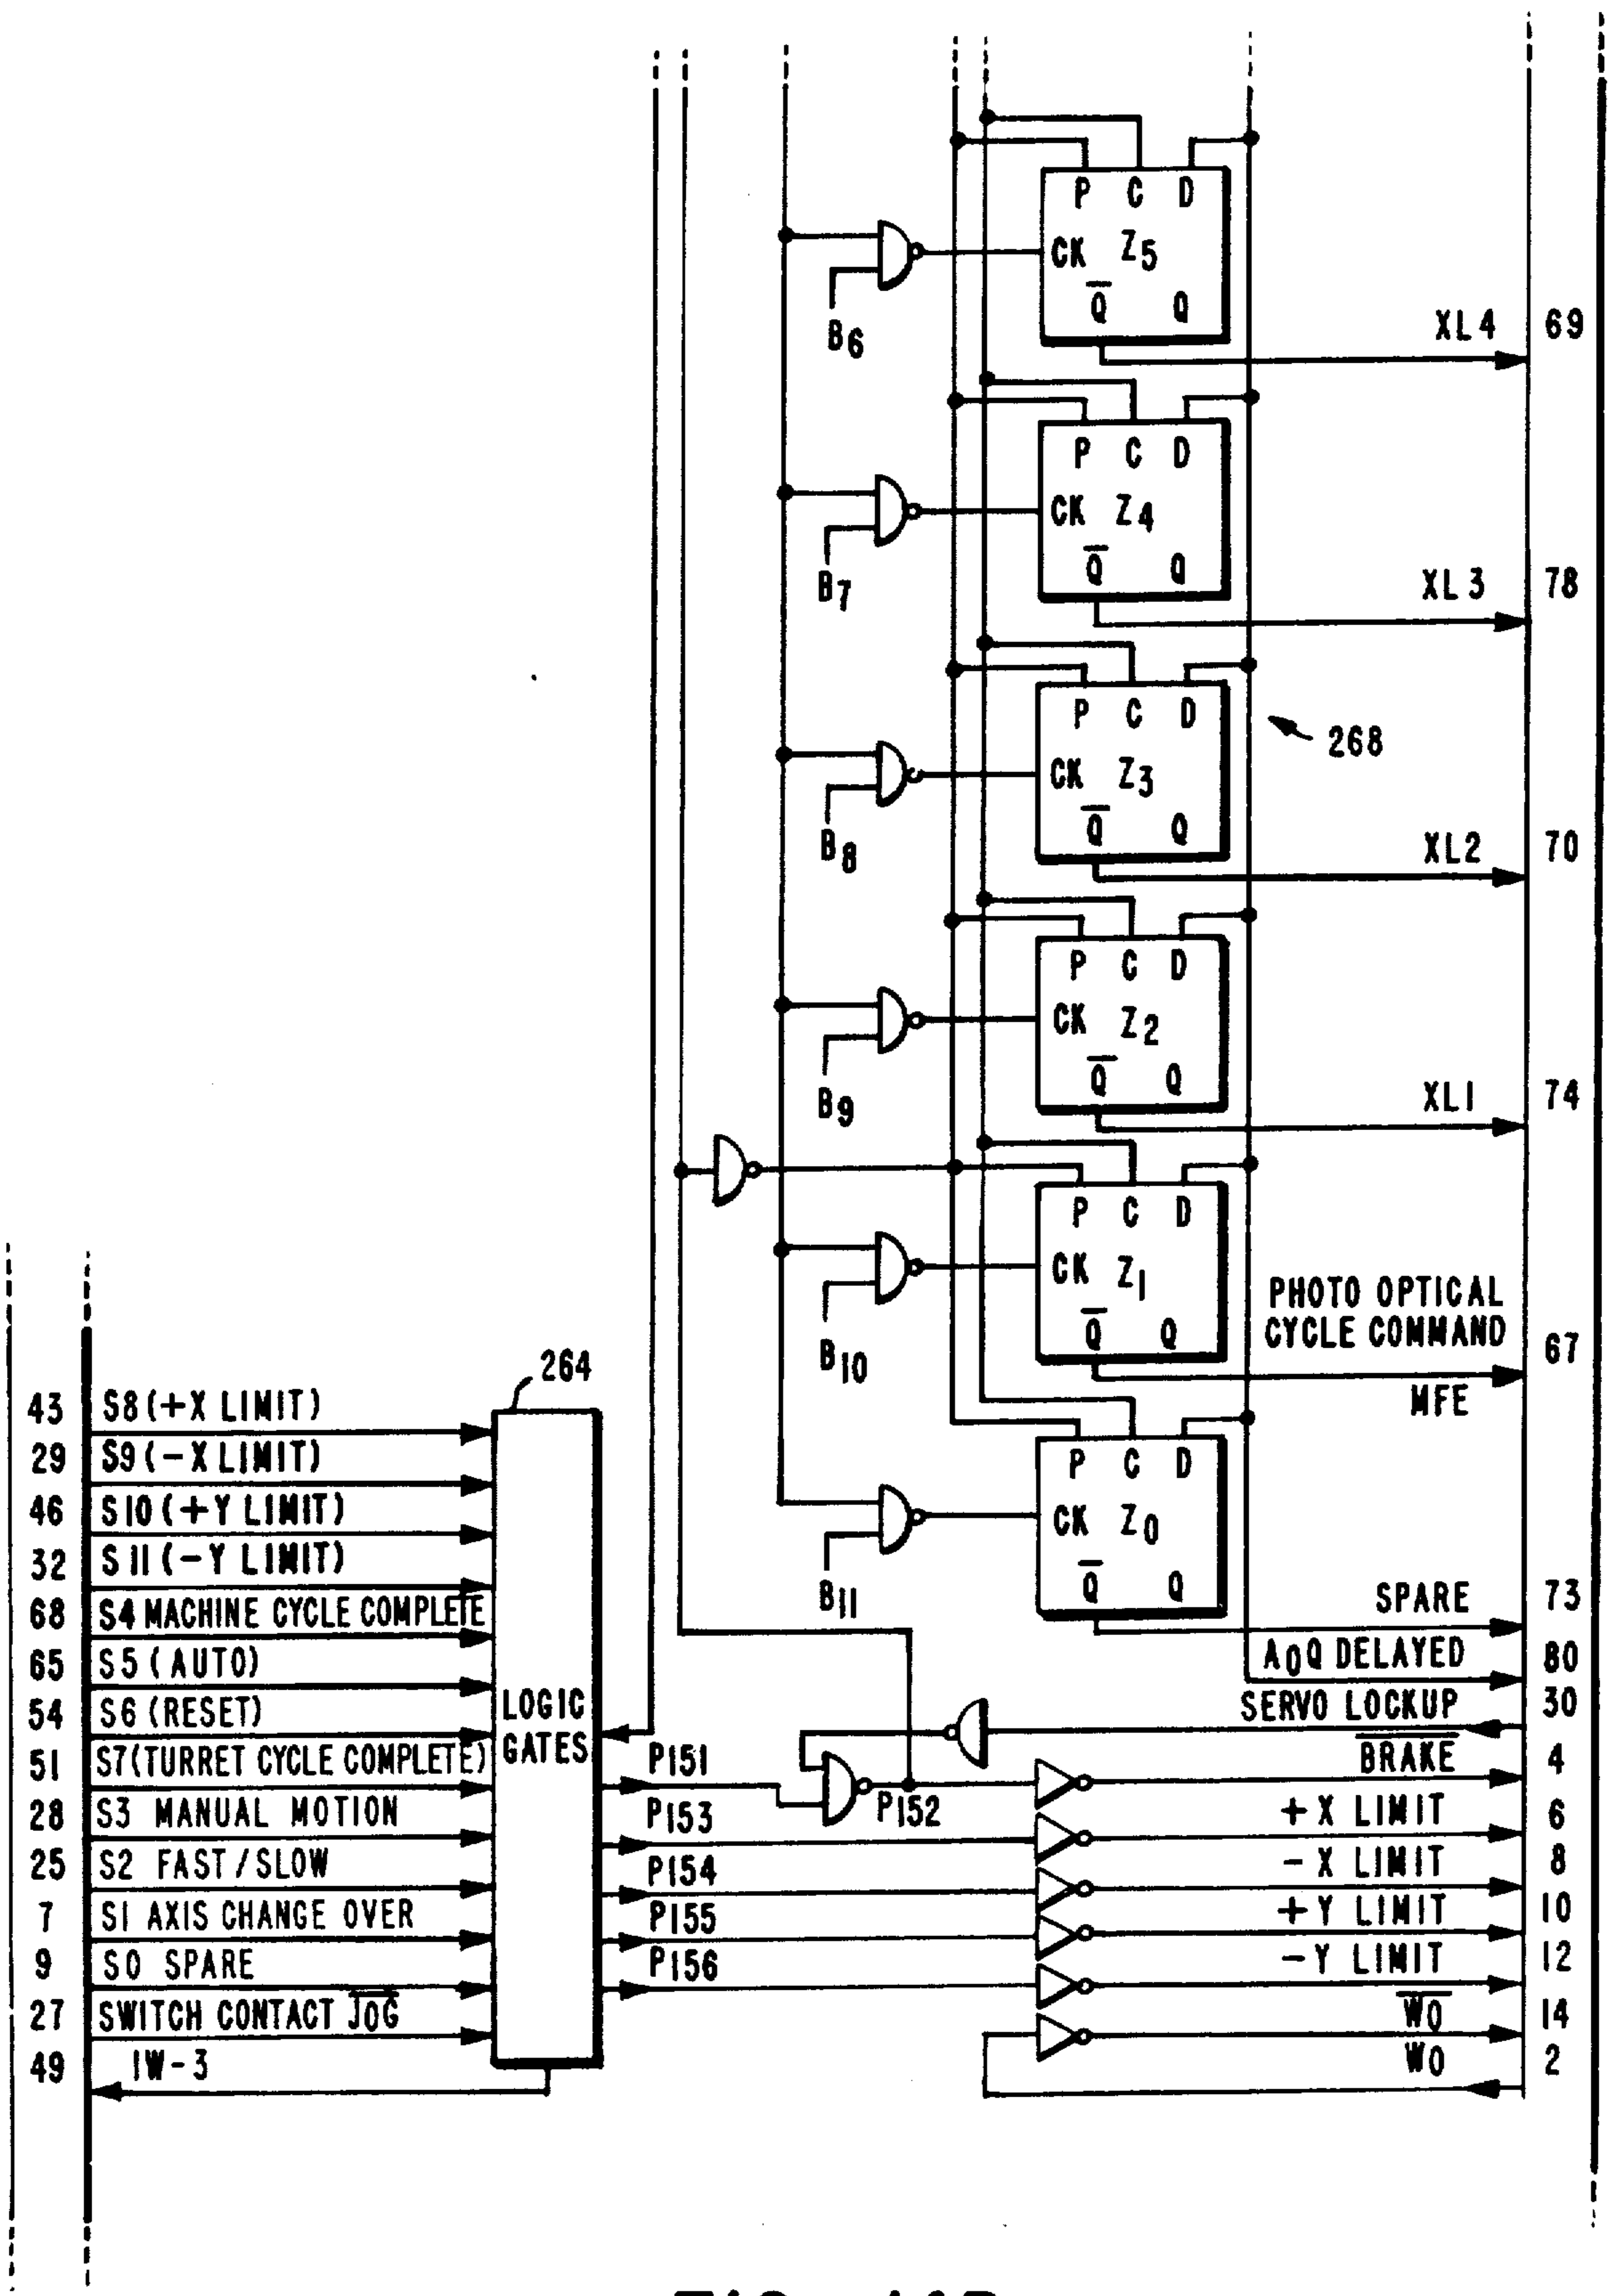 P C D
CK Z5
B6
Q̅ Q
XL4 69
P C D
CK Z4
B7
Q̅ Q
XL3 78
P C D
268
CK Z3
B8
Q̅ Q
XL2 70
P C D
CK Z2
B9
Q̅ Q
XL1 74
P C D
CK Z1
B10
Q̅ Q
PHOTO OPTICAL
CYCLE COMMAND
67
MFE
P C D
CK Z0
B11
Q̅ Q
SPARE 73
A0Q DELAYED 80
SERVO LOCKUP 30
B̅R̅A̅K̅E̅ 4
+X LIMIT 6
-X LIMIT 8
+Y LIMIT 10
-Y LIMIT 12
W̅0̅ 14
W0 2
264
43 S8 (+X LIMIT)
29 S9 (-X LIMIT)
46 S10 (+Y LIMIT)
32 S11 (-Y LIMIT)
68 S4 MACHINE CYCLE COMPLETE
65 S5 (AUTO)
54 S6 (RESET)
51 S7 (TURRET CYCLE COMPLETE)
28 S3 MANUAL MOTION
25 S2 FAST/SLOW
7 S1 AXIS CHANGE OVER
9 S0 SPARE
27 SWITCH CONTACT J̅O̅G̅
49 IW-3
LOGIC
GATES
P151
P152
P153
P154
P155
P156